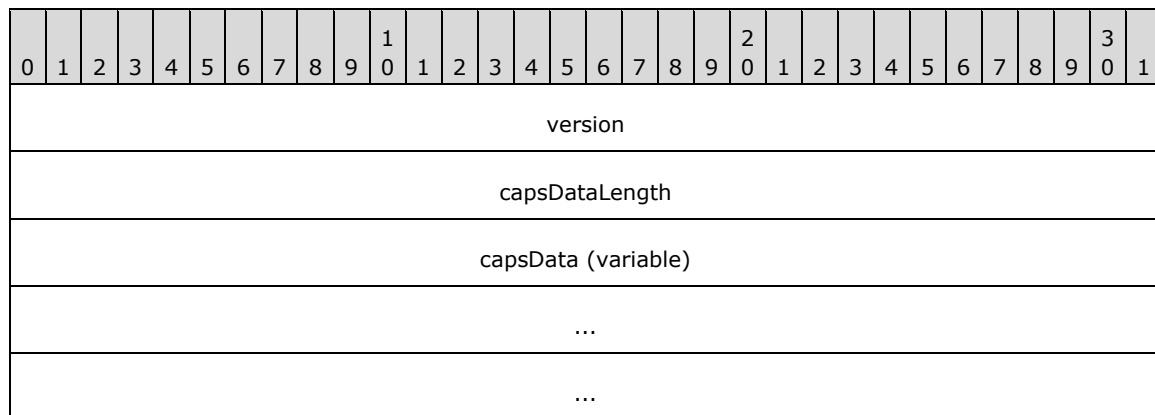 1 2 3
0 1 2 3 4 5 6 7 8 9 0 1 2 3 4 5 6 7 8 9 0 1 2 3 4 5 6 7 8 9 0 1
version
capsDataLength
capsData (variable)
...
...